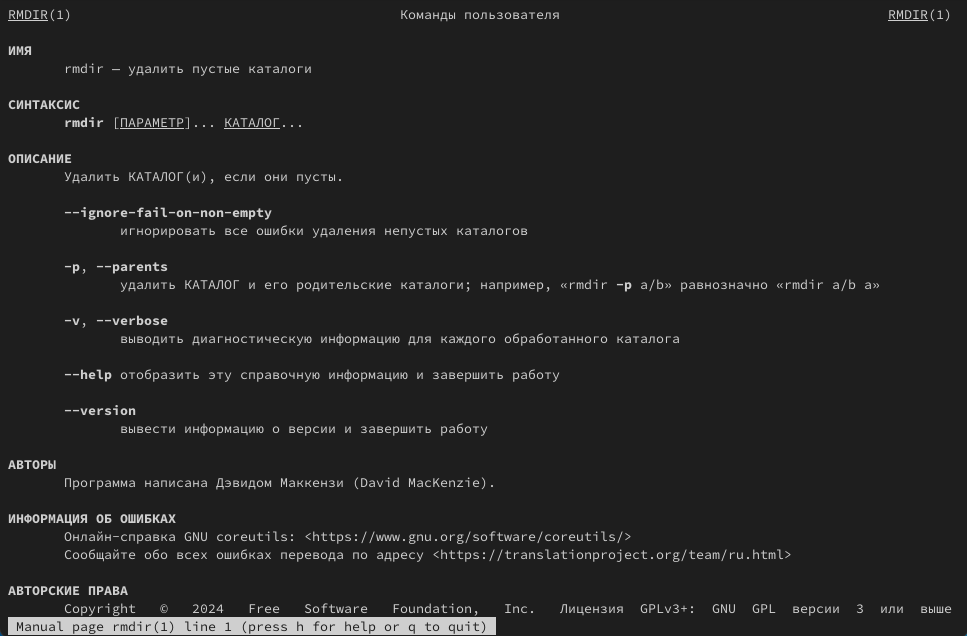 RMDIR(1) Команды пользователя RMDIR(1)
ИМЯ
rmdir — удалить пустые каталоги
СИНТАКСИС
rmdir [ПАРАМЕТР]... КАТАЛОГ...
ОПИСАНИЕ
Удалить КАТАЛОГ(и), если они пусты.
--ignore-fail-on-non-empty
игнорировать все ошибки удаления непустых каталогов
-p, --parents
удалить КАТАЛОГ и его родительские каталоги; например, «rmdir -p a/b» равнозначно «rmdir a/b a»
-v, --verbose
выводить диагностическую информацию для каждого обработанного каталога
--help отобразить эту справочную информацию и завершить работу
--version
вывести информацию о версии и завершить работу
АВТОРЫ
Программа написана Дэвидом Маккензи (David MacKenzie).
ИНФОРМАЦИЯ ОБ ОШИБКАХ
Онлайн-справка GNU coreutils: <https://www.gnu.org/software/coreutils/>
Сообщайте обо всех ошибках перевода по адресу <https://translationproject.org/team/ru.html>
АВТОРСКИЕ ПРАВА
Copyright © 2024 Free Software Foundation, Inc. Лицензия GPLv3+: GNU GPL версии 3 или выше
Manual page rmdir(1) line 1 (press h for help or q to quit)